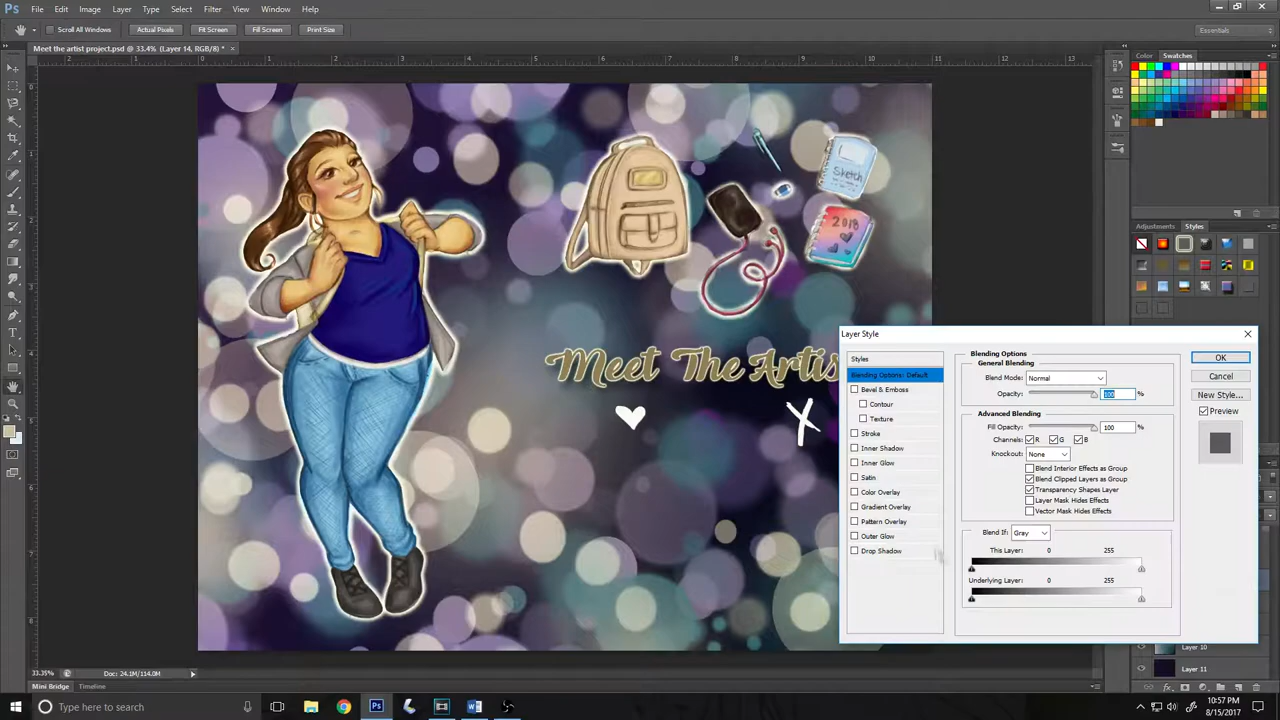 Ps File Edit Image Layer Type Select Filter View Window Help
Scroll All Windows Actual Pixels Fit Screen Fill Screen Print Size Essentials
Meet the artist project.psd @ 33.4% (Layer 14, RGB/8) *
Color Swatches
Sketch
2018
Adjustments Styles
Meet The Artis
Layer Style
Styles
Blending Options: Default
Bevel & Emboss
Contour
Texture
Stroke
Inner Shadow
Inner Glow
Satin
Color Overlay
Gradient Overlay
Pattern Overlay
Outer Glow
Drop Shadow
Blending Options
General Blending
Blend Mode: Normal
Opacity: 100 %
Advanced Blending
Fill Opacity: 100 %
Channels: R G B
Knockout: None
Blend Interior Effects as Group
Blend Clipped Layers as Group
Transparency Shapes Layer
Layer Mask Hides Effects
Vector Mask Hides Effects
Blend If: Gray
This Layer: 0 255
Underlying Layer: 0 255
OK
Cancel
New Style...
Preview
Layer 10
Layer 11
33.35% Doc: 24.1M/114.0M
Mini Bridge Timeline
Type here to search
10:57 PM
8/15/2017